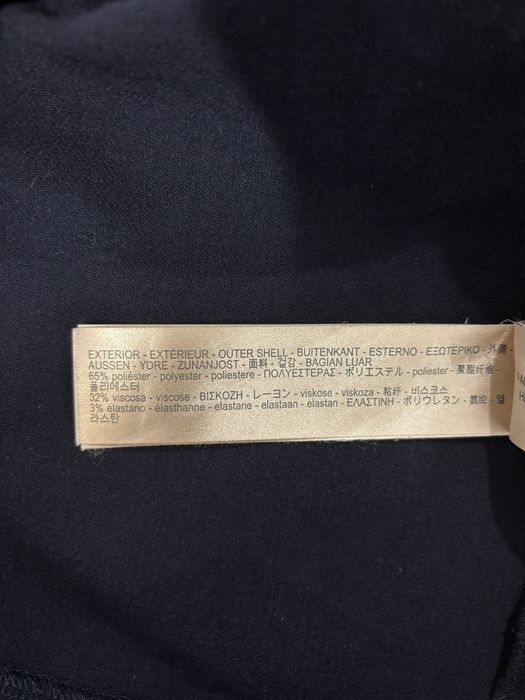 EXTERIOR - EXTÉRIEUR - OUTER SHELL - BUITENKANT - ESTERNO - ΕΞΩΤΕΡΙΚΟ - 外層 -
AUSSEN - YDRE - ZUNANJOST - 面料 - 겉감 - BAGIAN LUAR
65% poliéster - polyester - poliestere - ΠΟΛΥΕΣΤΕΡΑΣ - ポリエステル - poliester - 聚酯纤维 -
폴리에스터
32% viscosa - viscose - ΒΙΣΚΟΖΗ - レーヨン - viskose - viskoza - 粘纤 - 비스코스
3% elastano - élasthanne - elastane - elastaan - elastan - ΕΛΑΣΤΙΝΗ - ポリウレタン - 氨纶 - 엘
라스탄